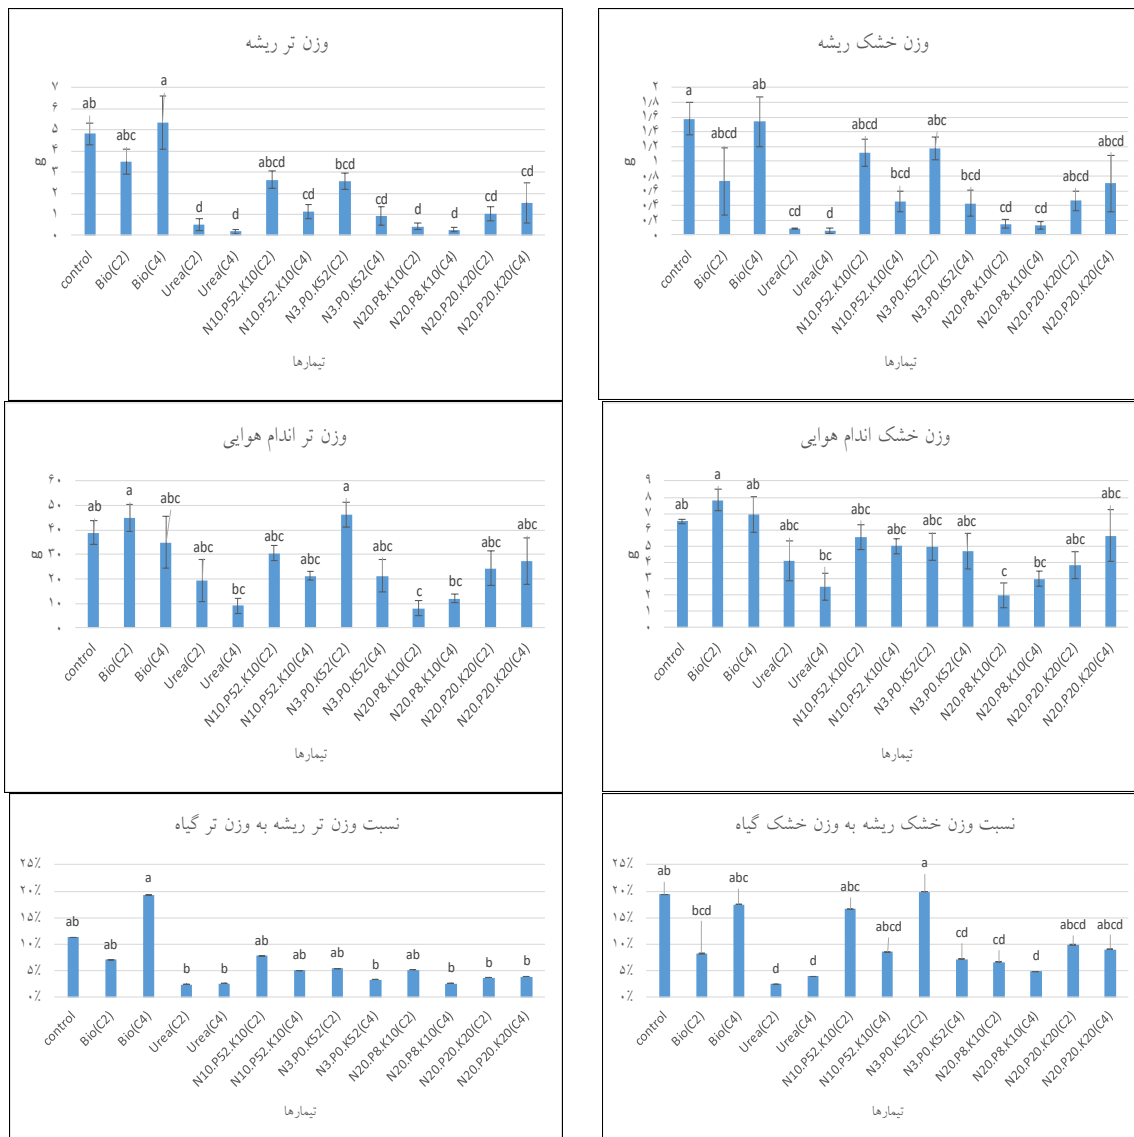 وزن تر ریشه
g
۷
۶
۵
۴
۳
۲
۱
۰
ab
abc
a
d
d
abcd
cd
bcd
cd
d
d
cd
cd
control
Bio(C2)
Bio(C4)
Urea(C2)
Urea(C4)
N10.P52.K10(C2)
N10.P52.K10(C4)
N3.P0.K52(C2)
N3.P0.K52(C4)
N20.P8.K10(C2)
N20.P8.K10(C4)
N20.P20.K20(C2)
N20.P20.K20(C4)
تیمارها
وزن خشک ریشه
g
۲
۱/۸
۱/۶
۱/۴
۱/۲
۱
۰/۸
۰/۶
۰/۴
۰/۲
۰
a
abcd
ab
cd
d
abcd
bcd
abc
bcd
cd
cd
abcd
abcd
control
Bio(C2)
Bio(C4)
Urea(C2)
Urea(C4)
N10.P52.K10(C2)
N10.P52.K10(C4)
N3.P0.K52(C2)
N3.P0.K52(C4)
N20.P8.K10(C2)
N20.P8.K10(C4)
N20.P20.K20(C2)
N20.P20.K20(C4)
تیمارها
وزن تر اندام هوایی
g
۶۰
۵۰
۴۰
۳۰
۲۰
۱۰
۰
ab
a
abc
abc
bc
abc
abc
a
abc
c
bc
abc
abc
control
Bio(C2)
Bio(C4)
Urea(C2)
Urea(C4)
N10.P52.K10(C2)
N10.P52.K10(C4)
N3.P0.K52(C2)
N3.P0.K52(C4)
N20.P8.K10(C2)
N20.P8.K10(C4)
N20.P20.K20(C2)
N20.P20.K20(C4)
تیمارها
وزن خشک اندام هوایی
g
۹
۸
۷
۶
۵
۴
۳
۲
۱
۰
ab
a
ab
abc
bc
abc
abc
abc
abc
c
bc
abc
abc
control
Bio(C2)
Bio(C4)
Urea(C2)
Urea(C4)
N10.P52.K10(C2)
N10.P52.K10(C4)
N3.P0.K52(C2)
N3.P0.K52(C4)
N20.P8.K10(C2)
N20.P8.K10(C4)
N20.P20.K20(C2)
N20.P20.K20(C4)
تیمارها
نسبت وزن تر ریشه به وزن تر گیاه
۲۵٪
۲۰٪
۱۵٪
۱۰٪
۵٪
۰٪
ab
ab
a
b
b
ab
ab
ab
b
ab
b
b
b
control
Bio(C2)
Bio(C4)
Urea(C2)
Urea(C4)
N10.P52.K10(C2)
N10.P52.K10(C4)
N3.P0.K52(C2)
N3.P0.K52(C4)
N20.P8.K10(C2)
N20.P8.K10(C4)
N20.P20.K20(C2)
N20.P20.K20(C4)
تیمارها
نسبت وزن خشک ریشه به وزن خشک گیاه
۲۵٪
۲۰٪
۱۵٪
۱۰٪
۵٪
۰٪
ab
bcd
abc
d
d
abc
abcd
a
cd
cd
d
abcd
abcd
control
Bio(C2)
Bio(C4)
Urea(C2)
Urea(C4)
N10.P52.K10(C2)
N10.P52.K10(C4)
N3.P0.K52(C2)
N3.P0.K52(C4)
N20.P8.K10(C2)
N20.P8.K10(C4)
N20.P20.K20(C2)
N20.P20.K20(C4)
تیمارها